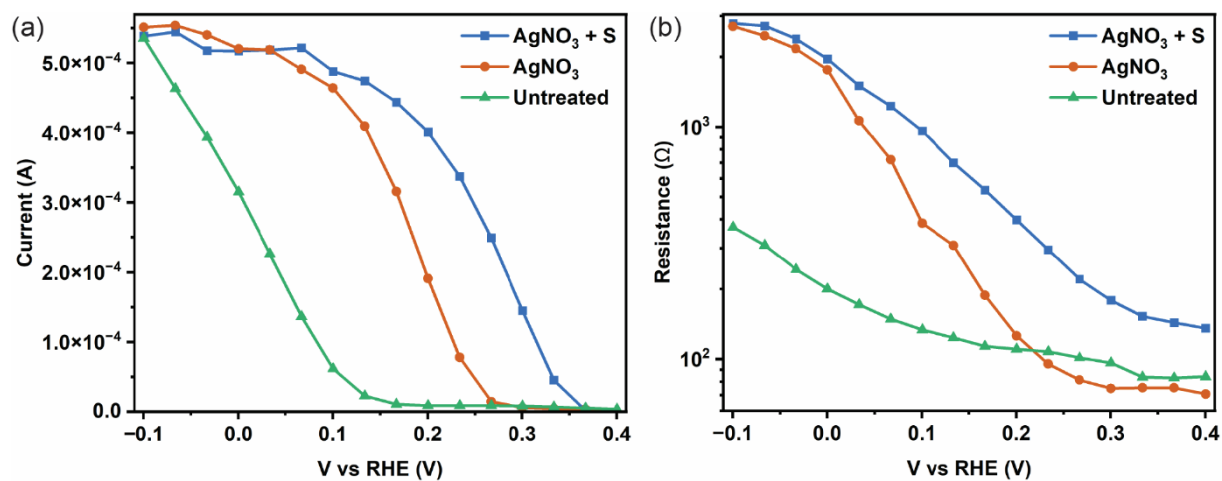 (a)
AgNO₃ + S
AgNO₃
Untreated
Current (A)
5.0×10⁻⁴
4.0×10⁻⁴
3.0×10⁻⁴
2.0×10⁻⁴
1.0×10⁻⁴
0.0
−0.1 0.0 0.1 0.2 0.3 0.4
V vs RHE (V)
(b)
AgNO₃ + S
AgNO₃
Untreated
Resistance (Ω)
10³
10²
−0.1 0.0 0.1 0.2 0.3 0.4
V vs RHE (V)